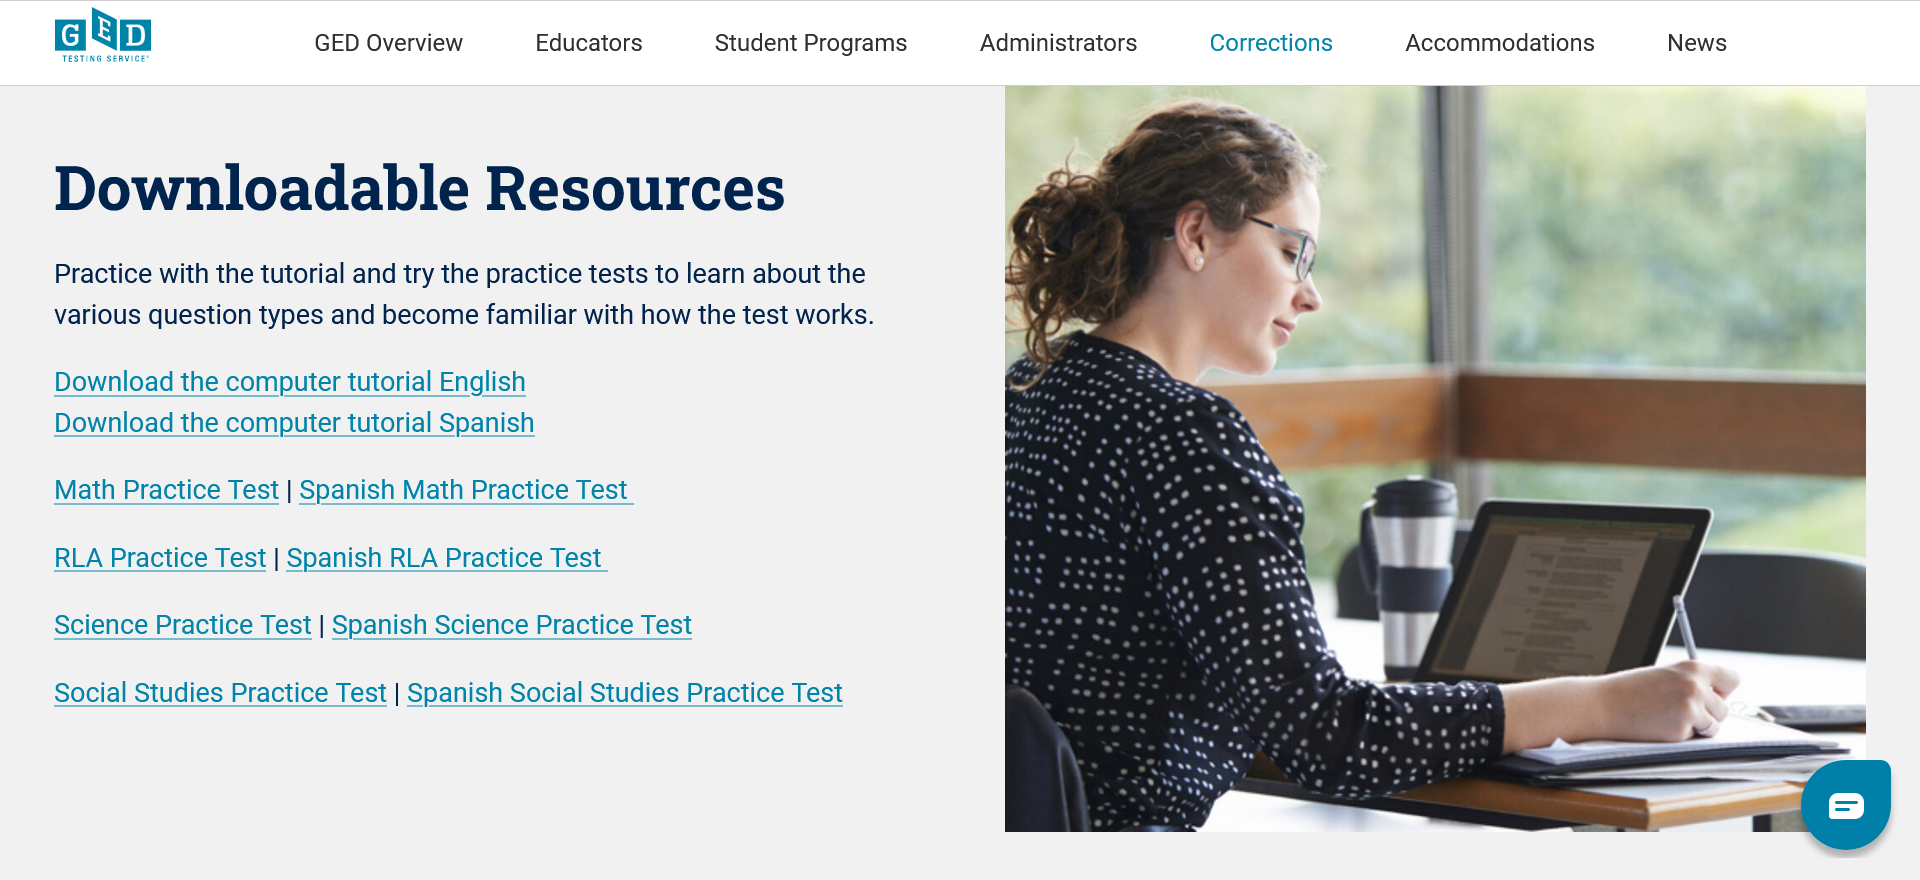 GED
TESTING SERVICE
GED Overview Educators Student Programs Administrators Corrections Accommodations News
Downloadable Resources
Practice with the tutorial and try the practice tests to learn about the
various question types and become familiar with how the test works.
Download the computer tutorial English
Download the computer tutorial Spanish
Math Practice Test | Spanish Math Practice Test
RLA Practice Test | Spanish RLA Practice Test
Science Practice Test | Spanish Science Practice Test
Social Studies Practice Test | Spanish Social Studies Practice Test